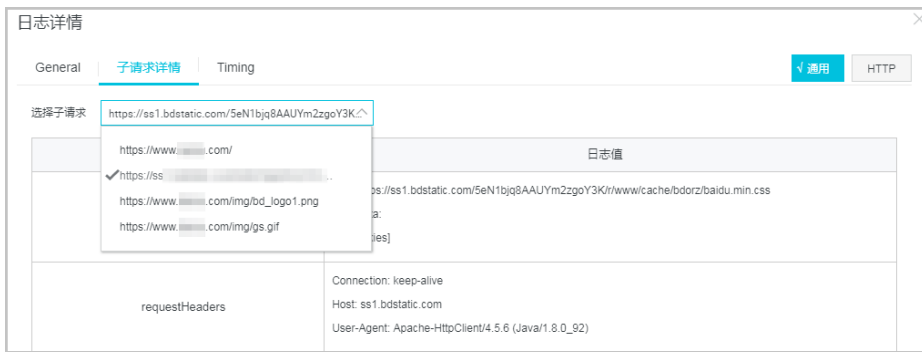 日志详情
General 子请求详情 Timing √ 通用 HTTP
选择子请求 https://ss1.bdstatic.com/5eN1bjq8AAUYm2zgoY3K...
日志值
https://www. .com/
https://ss ...
https://www. .com/img/bd_logo1.png
https://www. .com/img/gs.gif
ps://ss1.bdstatic.com/5eN1bjq8AAUYm2zgoY3K/r/www/cache/bdorz/baidu.min.css
a:
ies]
requestHeaders
Connection: keep-alive
Host: ss1.bdstatic.com
User-Agent: Apache-HttpClient/4.5.6 (Java/1.8.0_92)